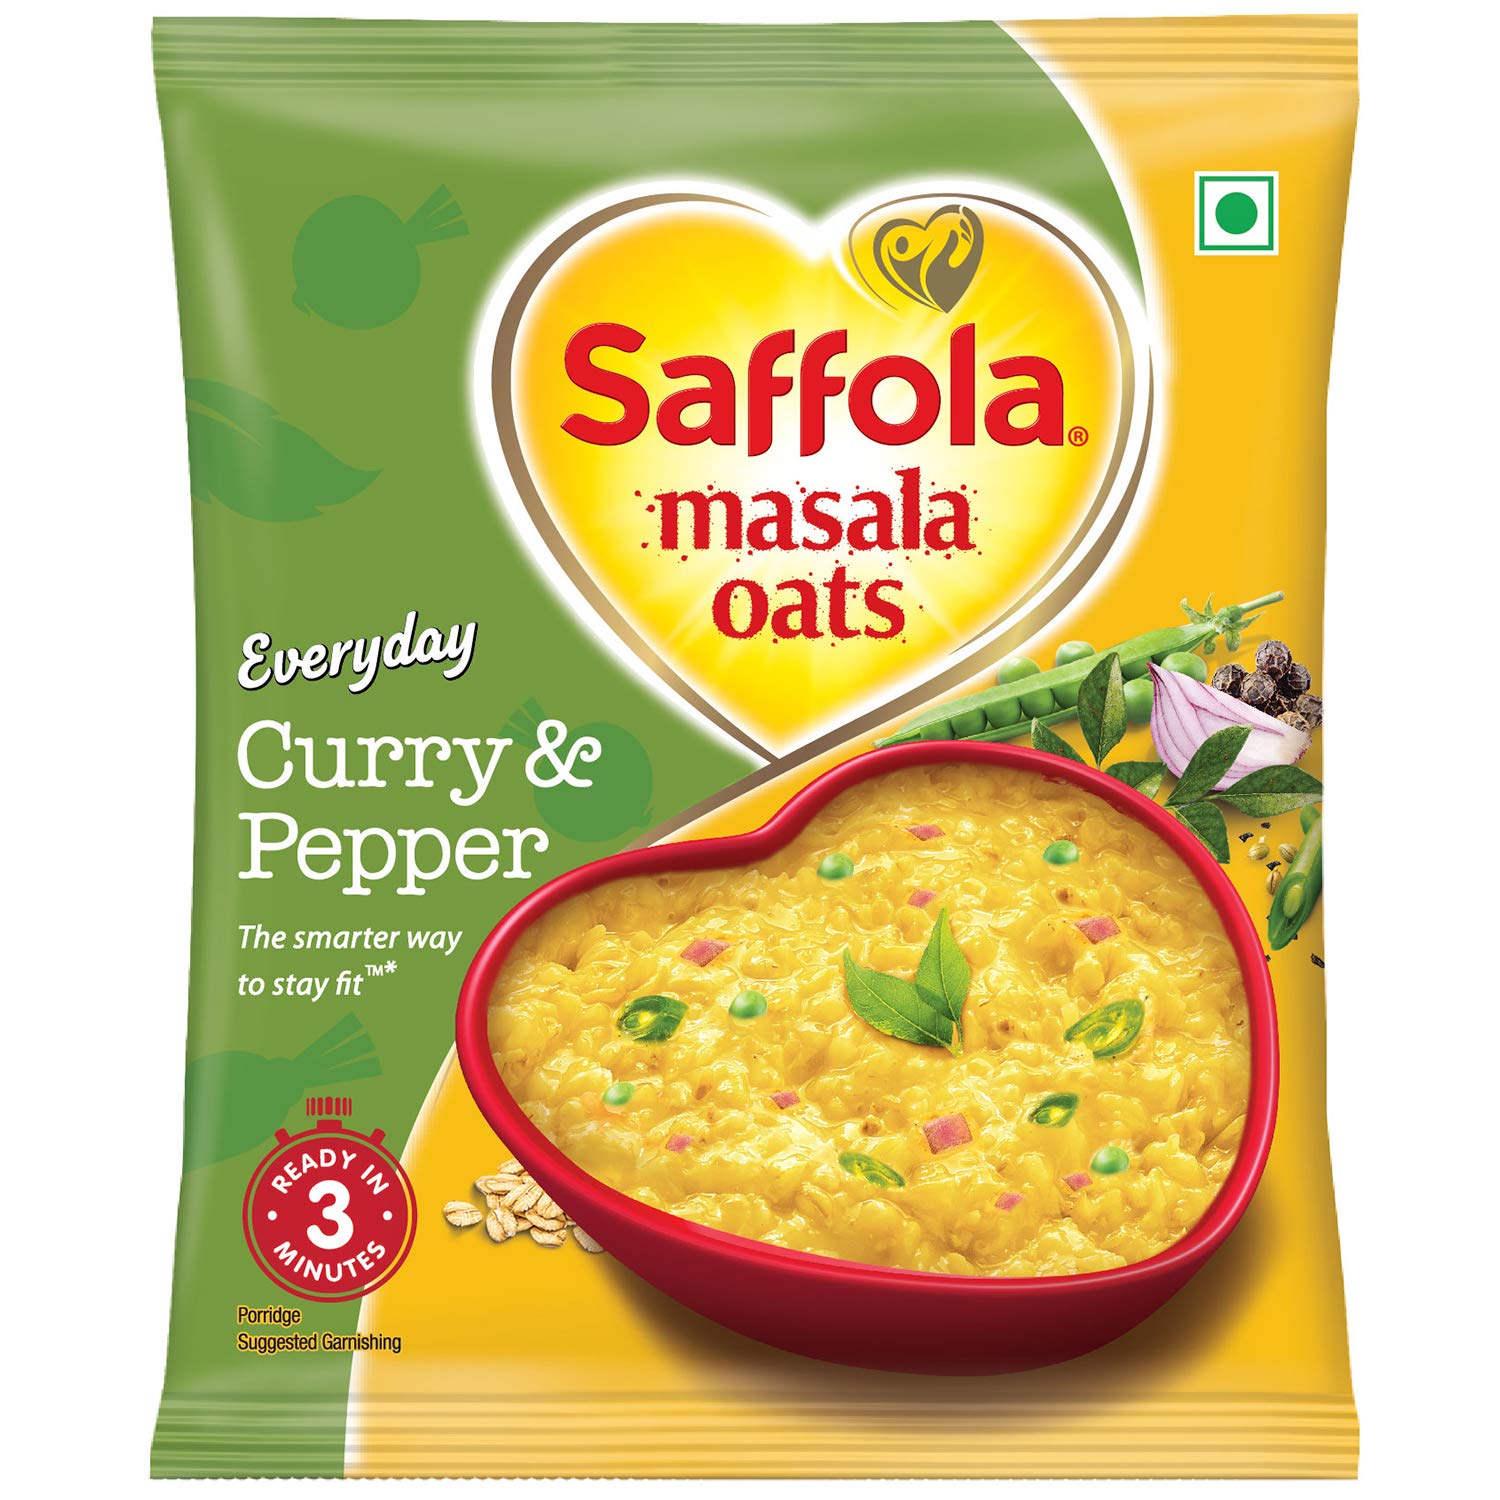 Saffola®
masala
oats
Everyday
Curry &
Pepper
The smarter way
to stay fit™*
READY IN
3
MINUTES
Porridge
Suggested Garnishing